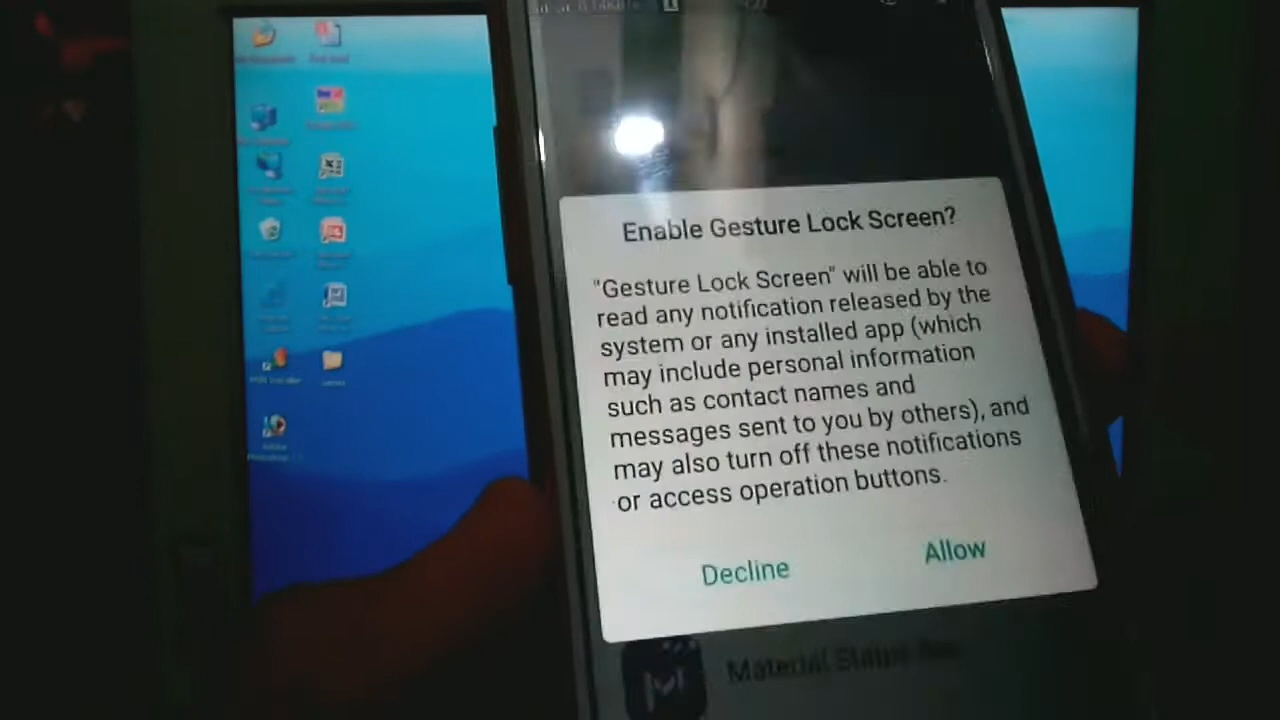 Enable Gesture Lock Screen?
"Gesture Lock Screen" will be able to
read any notification released by the
system or any installed app (which
may include personal information
such as contact names and
messages sent to you by others), and
may also turn off these notifications
or access operation buttons.
Decline
Allow
Material Status Bar